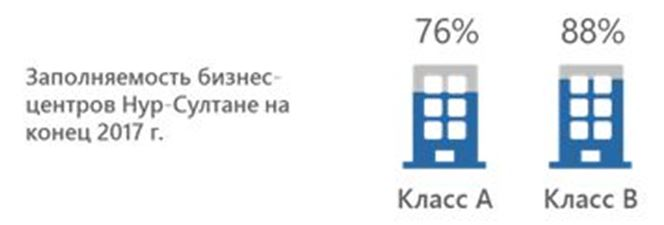 76% 88%
Заполняемость бизнес-
центров Нур-Султане на
конец 2017 г.
Класс A Класс B